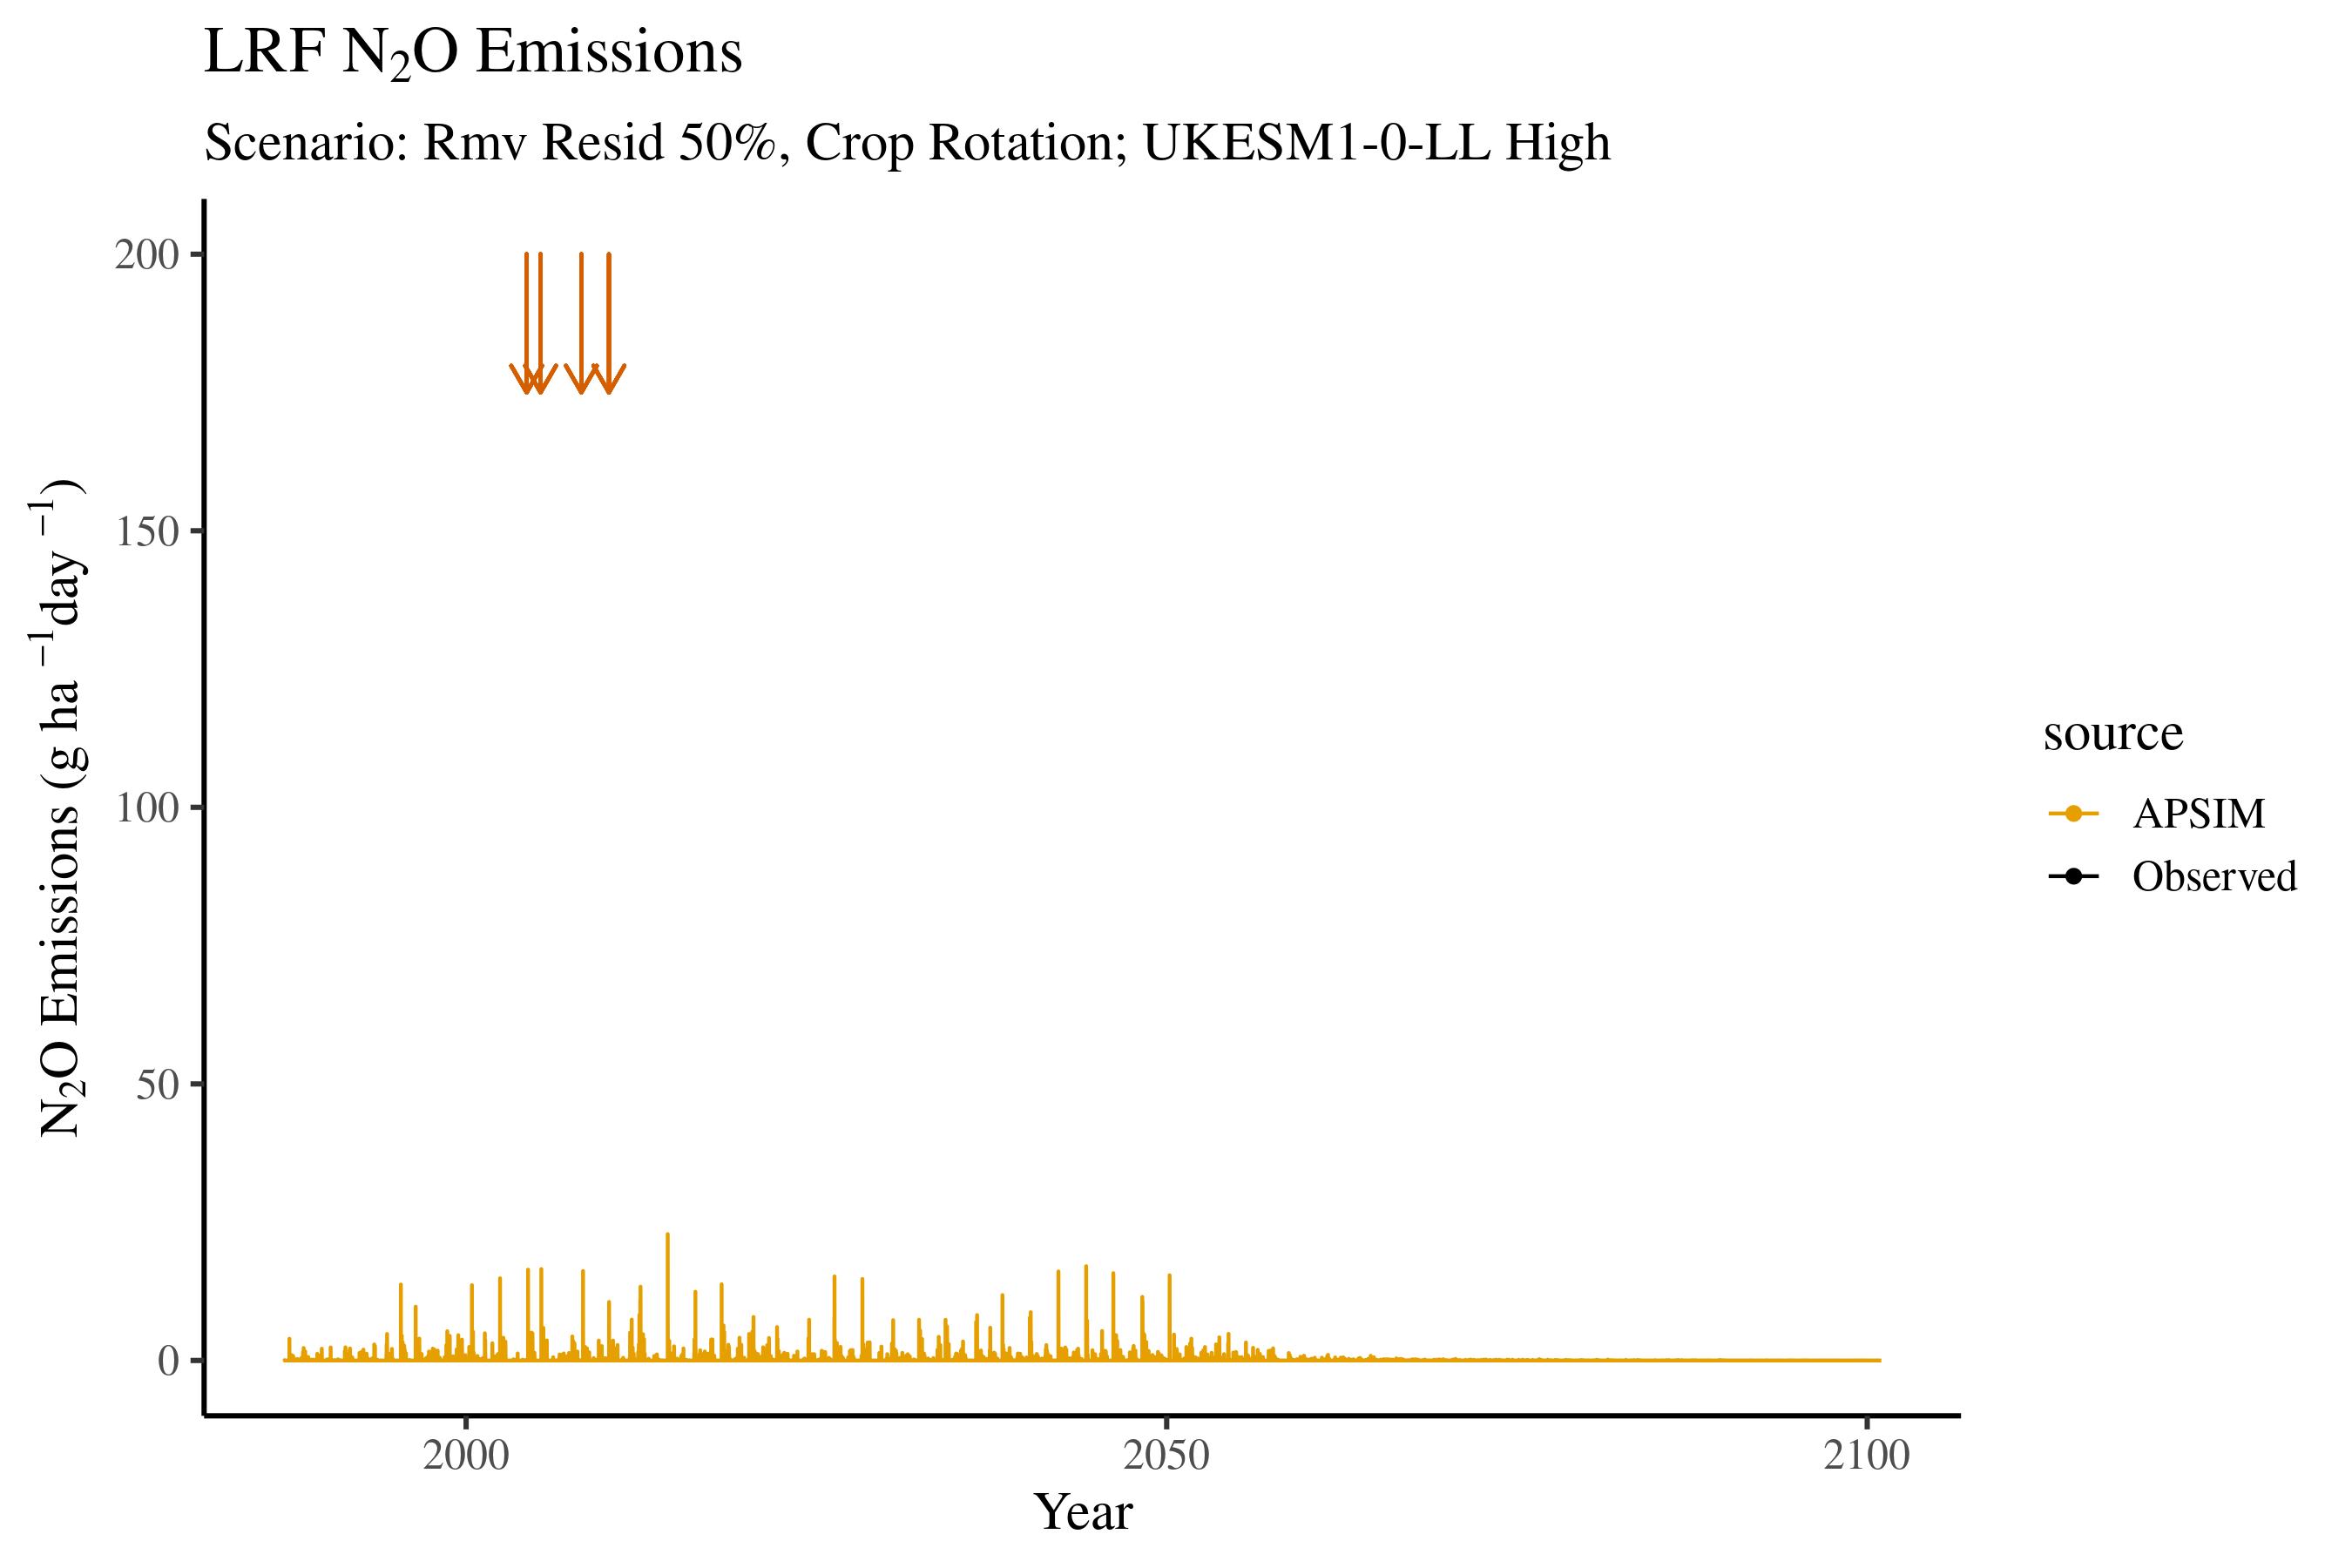 LRF N₂O Emissions
Scenario: Rmv Resid 50%, Crop Rotation; UKESM1-0-LL High
N₂O Emissions (g ha ⁻¹day ⁻¹)
200
150
100
50
0
2000
2050
2100
Year
source
APSIM
Observed